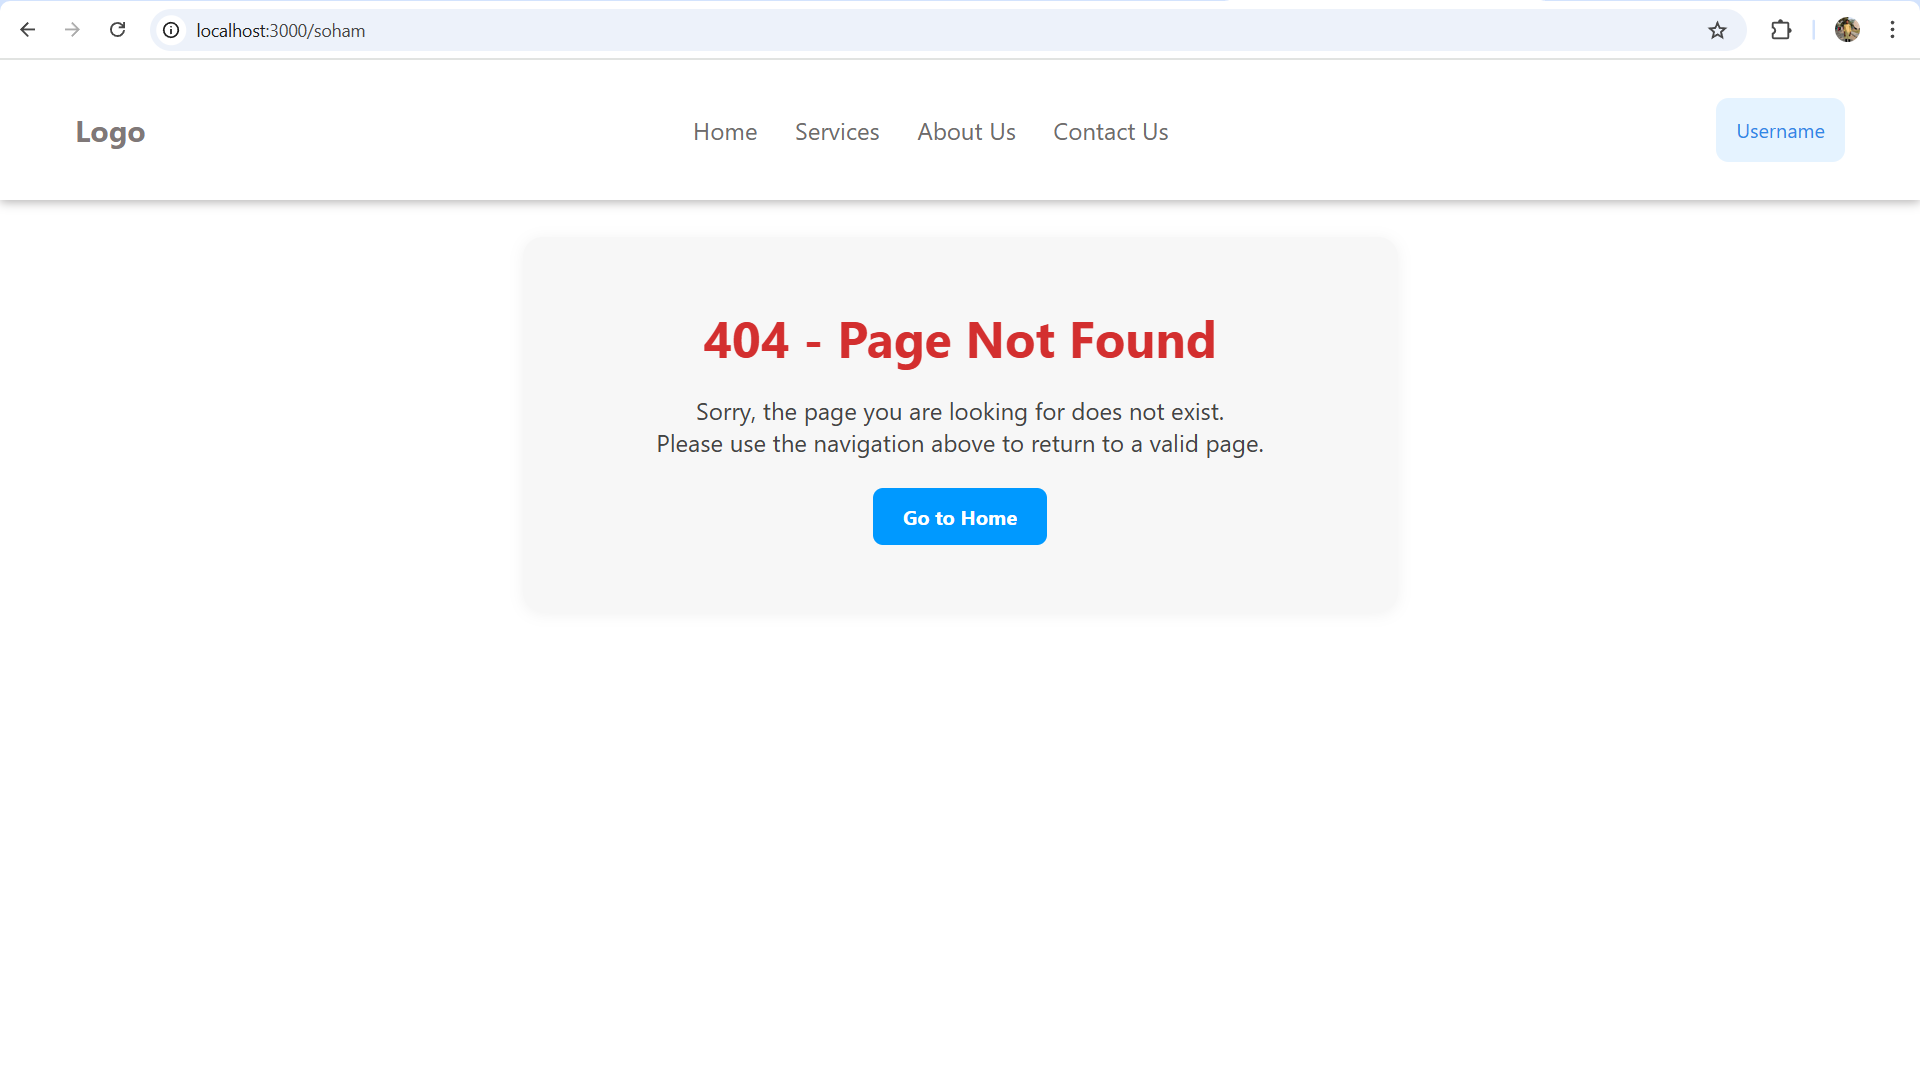 localhost:3000/soham
Logo
Home Services About Us Contact Us
Username
404 - Page Not Found
Sorry, the page you are looking for does not exist.
Please use the navigation above to return to a valid page.
Go to Home